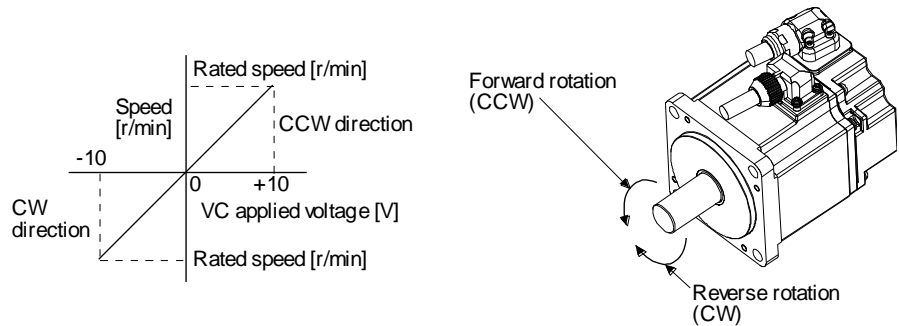 Rated speed [r/min]
Speed
[r/min]
CCW direction
-10
0
+10
CW
direction
VC applied voltage [V]
Rated speed [r/min]
Forward rotation
(CCW)
Reverse rotation
(CW)